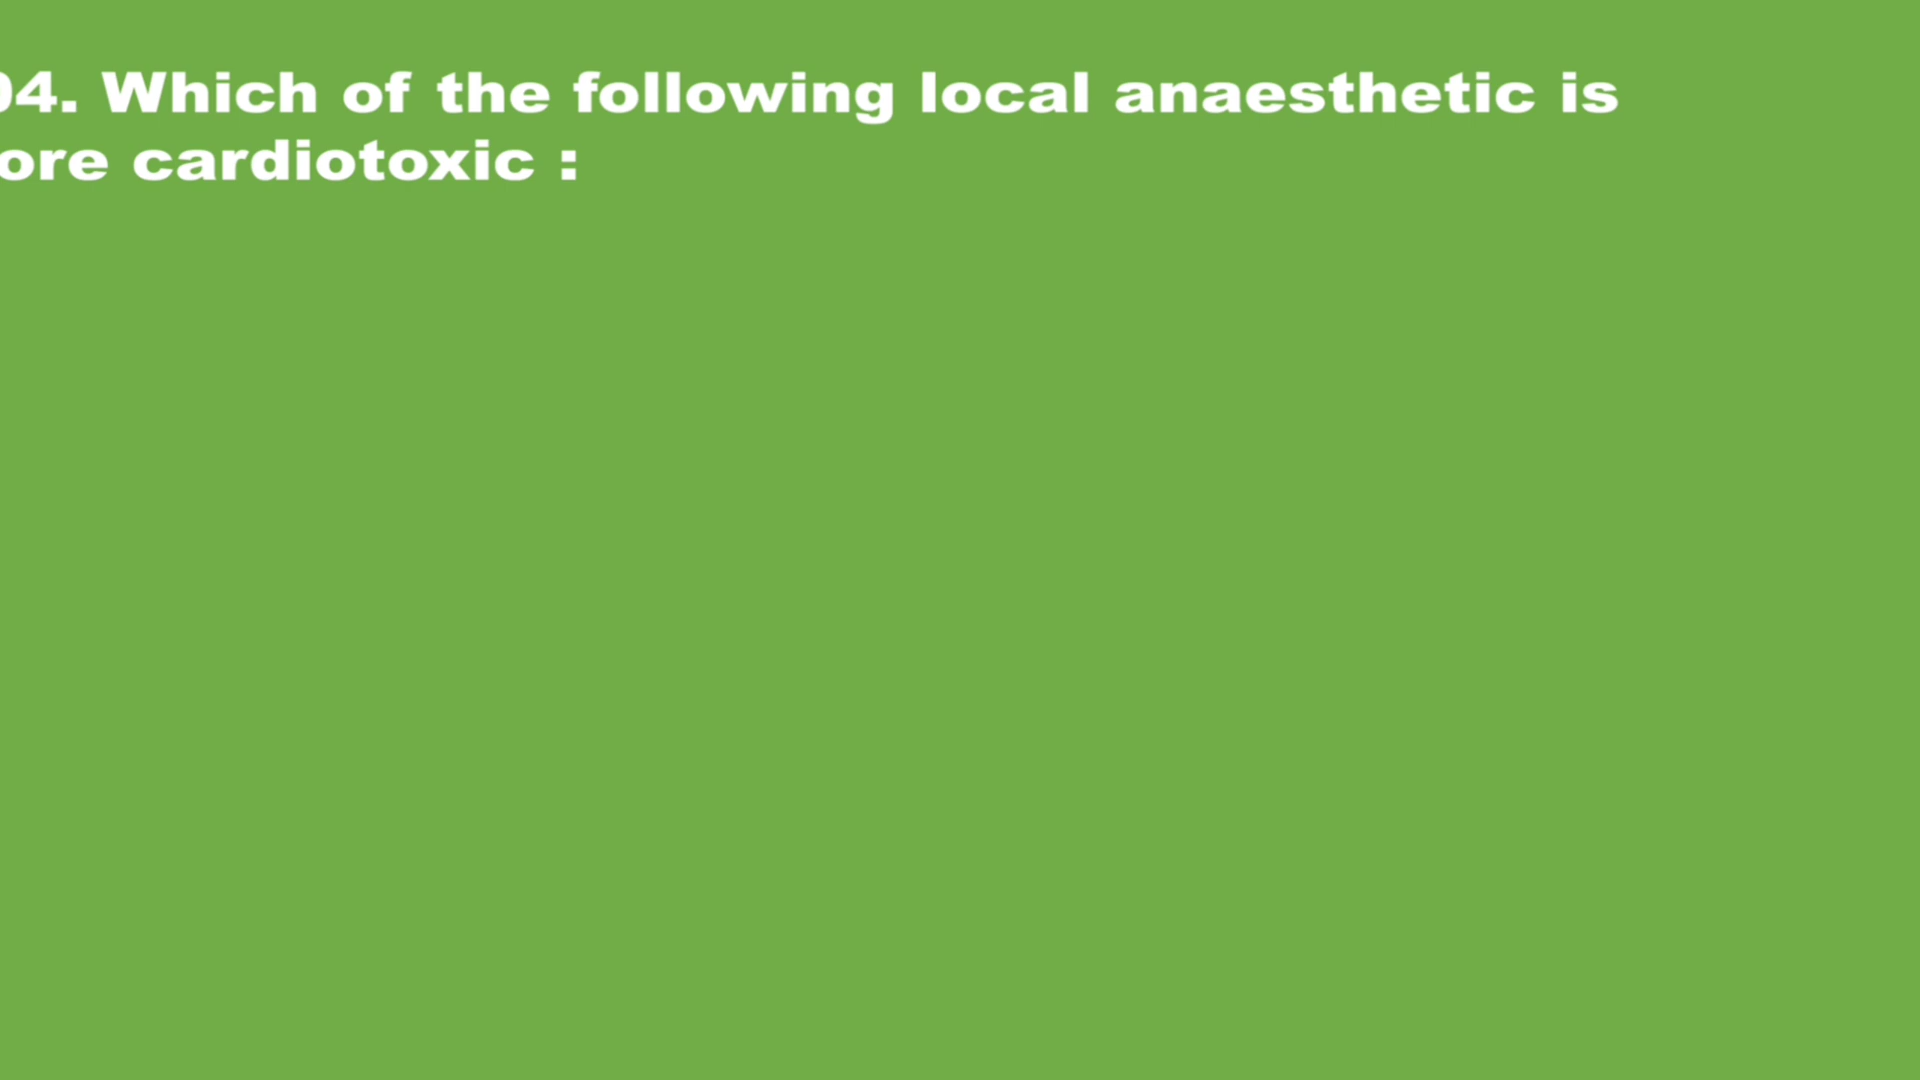 04. Which of the following local anaesthetic is
ore cardiotoxic :